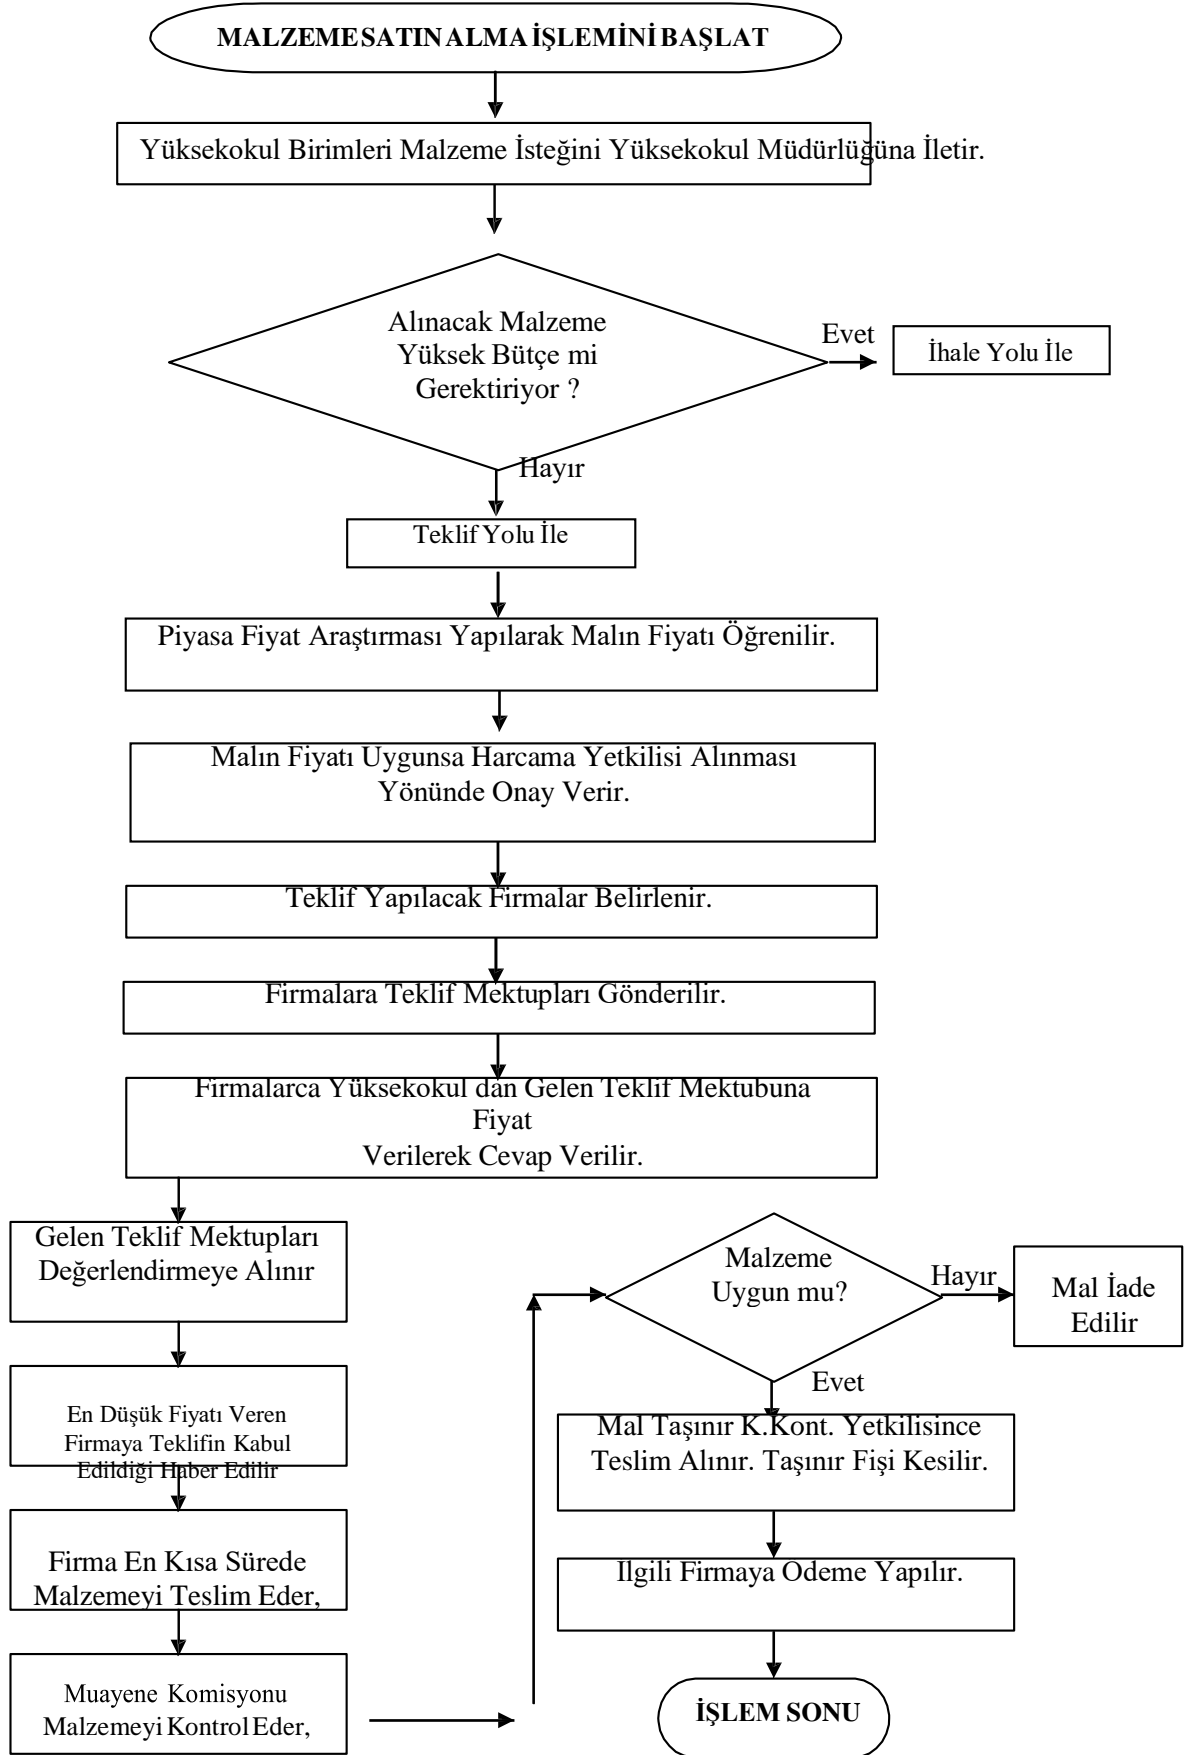 MALZEME SATIN ALMA İŞLEMİNİ BAŞLAT
Yüksekokul Birimleri Malzeme İsteğini Yüksekokul Müdürlüğüna İletir.
Alınacak Malzeme
Yüksek Bütçe mi
Gerektiriyor ?
Evet
İhale Yolu İle
Hayır
Teklif Yolu İle
Piyasa Fiyat Araştırması Yapılarak Malın Fiyatı Öğrenilir.
Malın Fiyatı Uygunsa Harcama Yetkilisi Alınması
Yönünde Onay Verir.
Teklif Yapılacak Firmalar Belirlenir.
Firmalara Teklif Mektupları Gönderilir.
Firmalarca Yüksekokul dan Gelen Teklif Mektubuna
Fiyat
Verilerek Cevap Verilir.
Gelen Teklif Mektupları
Değerlendirmeye Alınır
En Düşük Fiyatı Veren
Firmaya Teklifin Kabul
Edildiği Haber Edilir
Firma En Kısa Sürede
Malzemeyi Teslim Eder,
Muayene Komisyonu
Malzemeyi Kontrol Eder,
Malzeme
Uygun mu?
Hayır
Mal İade
Edilir
Evet
Mal Taşınır K.Kont. Yetkilisince
Teslim Alınır. Taşınır Fişi Kesilir.
Ilgili Firmaya Odeme Yapılır.
İŞLEM SONU